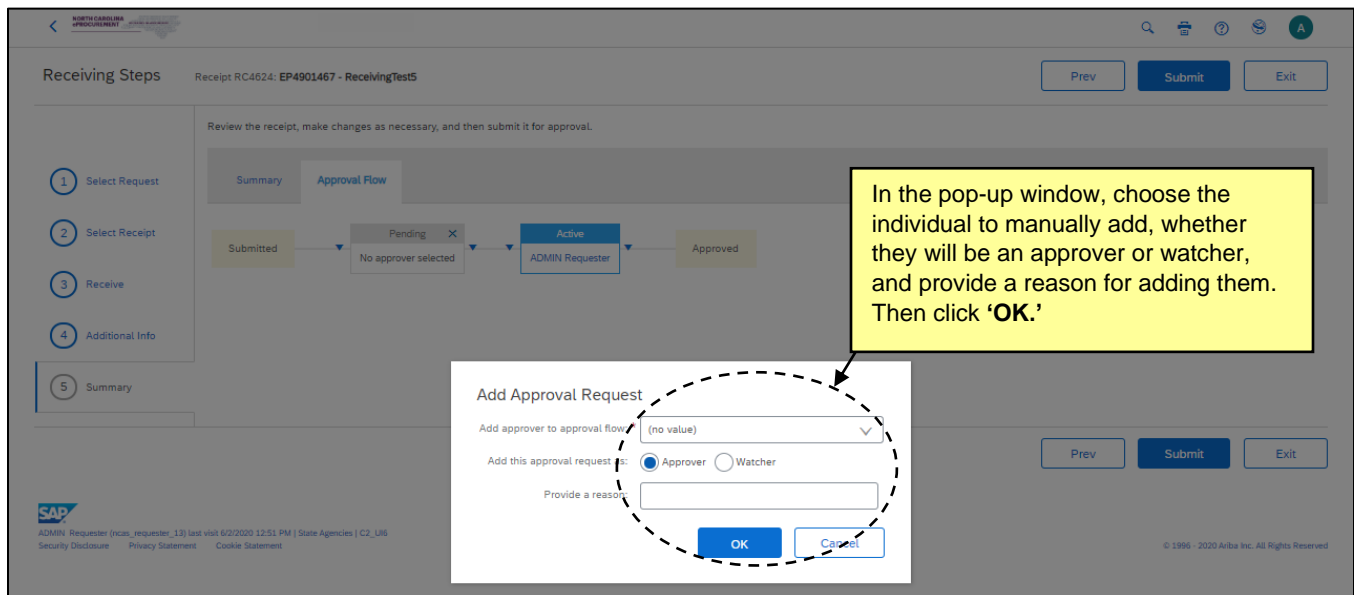 NORTH CAROLINA
ePROCUREMENT
A
Receiving Steps
Receipt RC4624: EP4901467 - ReceivingTest5
Prev
Submit
Exit
Review the receipt, make changes as necessary, and then submit it for approval.
1 Select Request
2 Select Receipt
3 Receive
4 Additional Info
5 Summary
Summary
Approval Flow
Submitted
Pending
No approver selected
Active
ADMIN Requester
Approved
In the pop-up window, choose the
individual to manually add, whether
they will be an approver or watcher,
and provide a reason for adding them.
Then click ‘OK.’
Add Approval Request
Add approver to approval flow: * (no value)
Add this approval request as: Approver Watcher
Provide a reason:
OK
Cancel
Prev
Submit
Exit
SAP
ADMIN Requester (ncas_requester_13) last visit 6/2/2020 12:51 PM | State Agencies | C2_UI6
Security Disclosure Privacy Statement Cookie Statement
© 1996 - 2020 Ariba Inc. All Rights Reserved